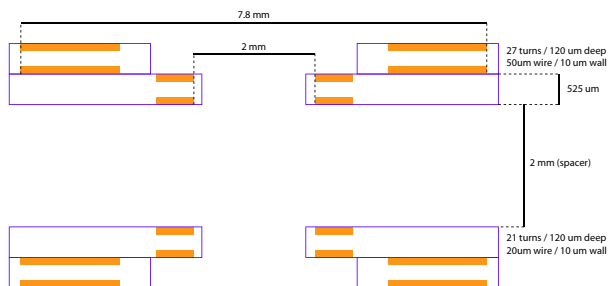 7.8 mm
2 mm
27 turns / 120 um deep
50um wire / 10 um wall
525 um
2 mm (spacer)
21 turns / 120 um deep
20um wire / 10 um wall